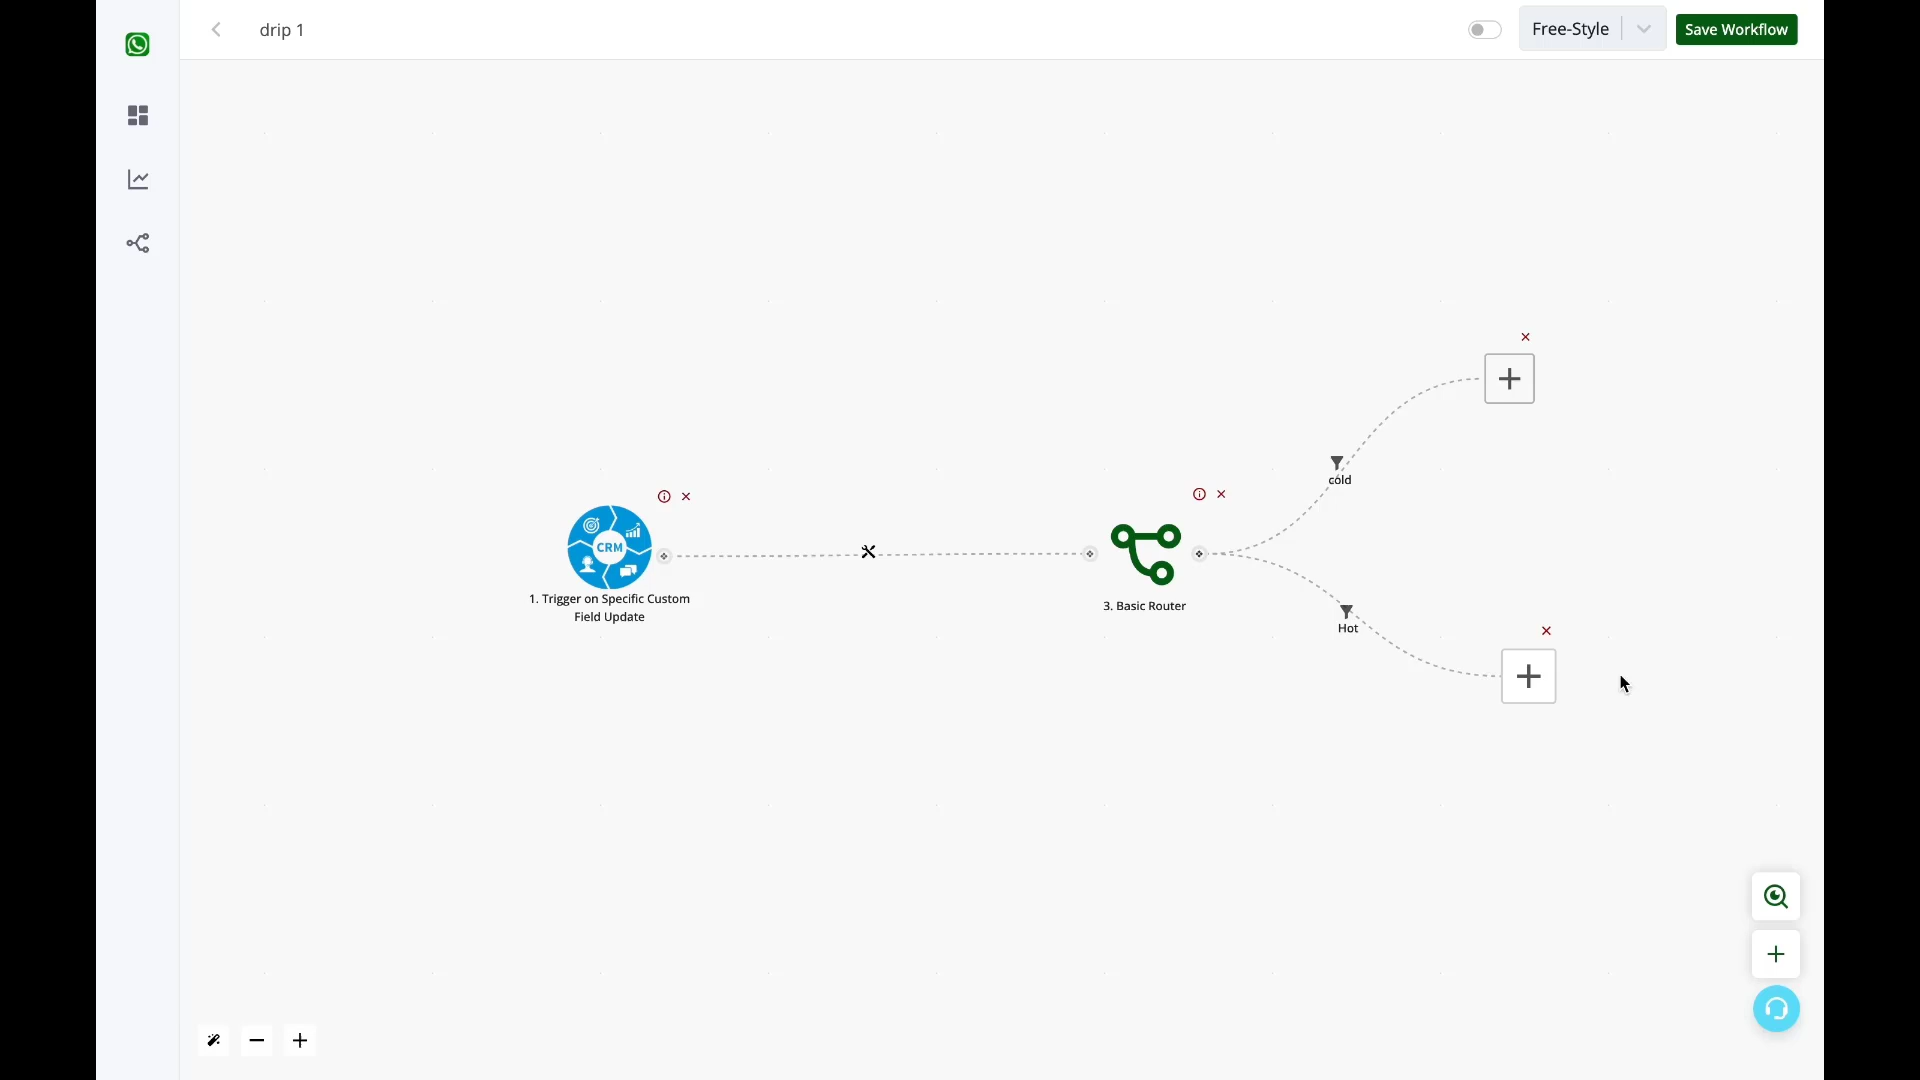 drip 1
Free-Style
Save Workflow
cold
CRM
1. Trigger on Specific Custom
Field Update
3. Basic Router
Hot